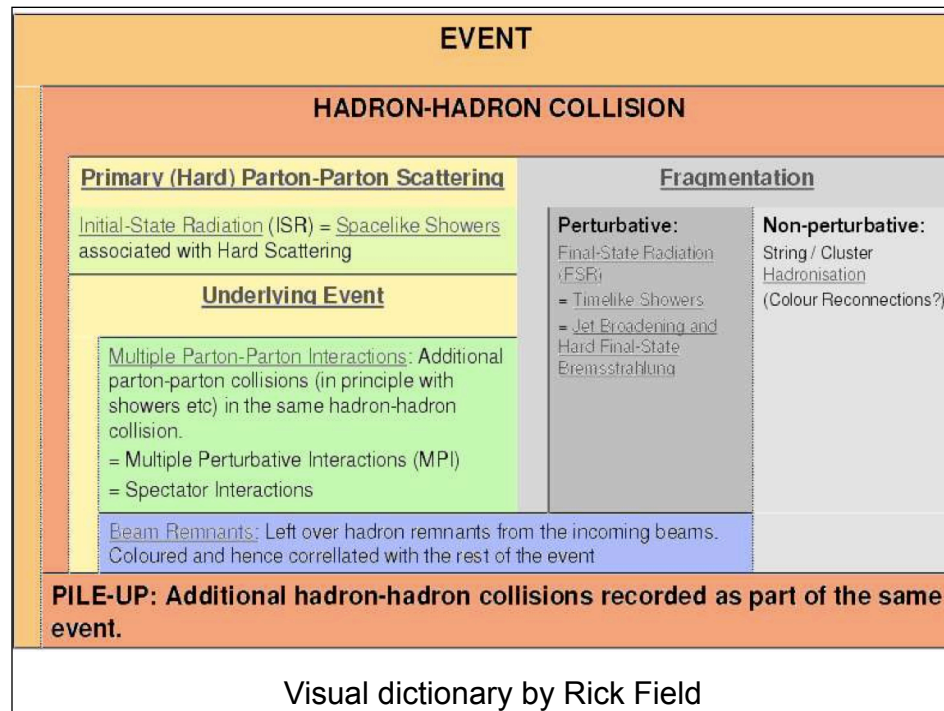 EVENT
HADRON-HADRON COLLISION
Primary (Hard) Parton-Parton Scattering
Initial-State Radiation (ISR) = Spacelike Showers
associated with Hard Scattering
Underlying Event
Multiple Parton-Parton Interactions: Additional
parton-parton collisions (in principle with
showers etc) in the same hadron-hadron
collision.
= Multiple Perturbative Interactions (MPI)
= Spectator Interactions
Fragmentation
Perturbative:
Final-State Radiation
(FSR)
= Timelike Showers
= Jet Broadening and
Hard Final-State
Bremsstrahlung
Non-perturbative:
String / Cluster
Hadronisation
(Colour Reconnections?)
Beam Remnants: Left over hadron remnants from the incoming beams.
Coloured and hence correllated with the rest of the event
PILE-UP: Additional hadron-hadron collisions recorded as part of the same
event.
Visual dictionary by Rick Field